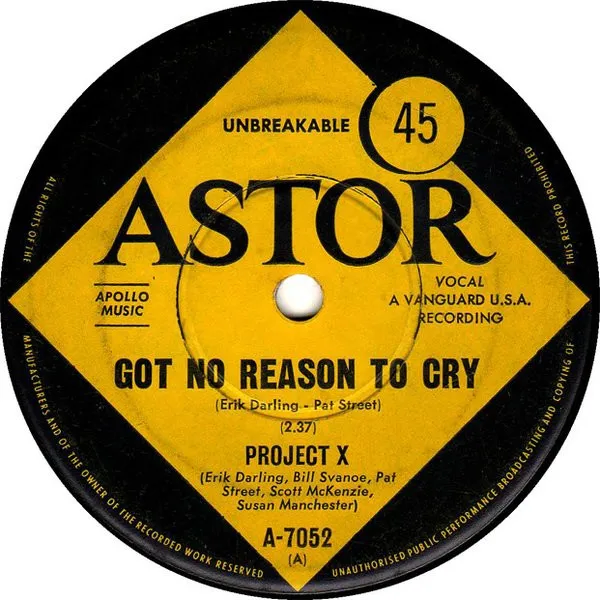 UNBREAKABLE
45
ASTOR
APOLLO
MUSIC
VOCAL
A VANGUARD U.S.A.
RECORDING
GOT NO REASON TO CRY
(Erik Darling - Pat Street)
(2.37)
PROJECT X
(Erik Darling, Bill Svanoe, Pat
Street, Scott McKenzie,
Susan Manchester)
A-7052
(A)
ALL RIGHTS OF THE
MANUFACTURERS AND OF THE OWNER OF THE RECORDED WORK RESERVED
UNAUTHORISED PUBLIC PERFORMANCE BROADCASTING AND COPYING OF
THIS RECORD PROHIBITED